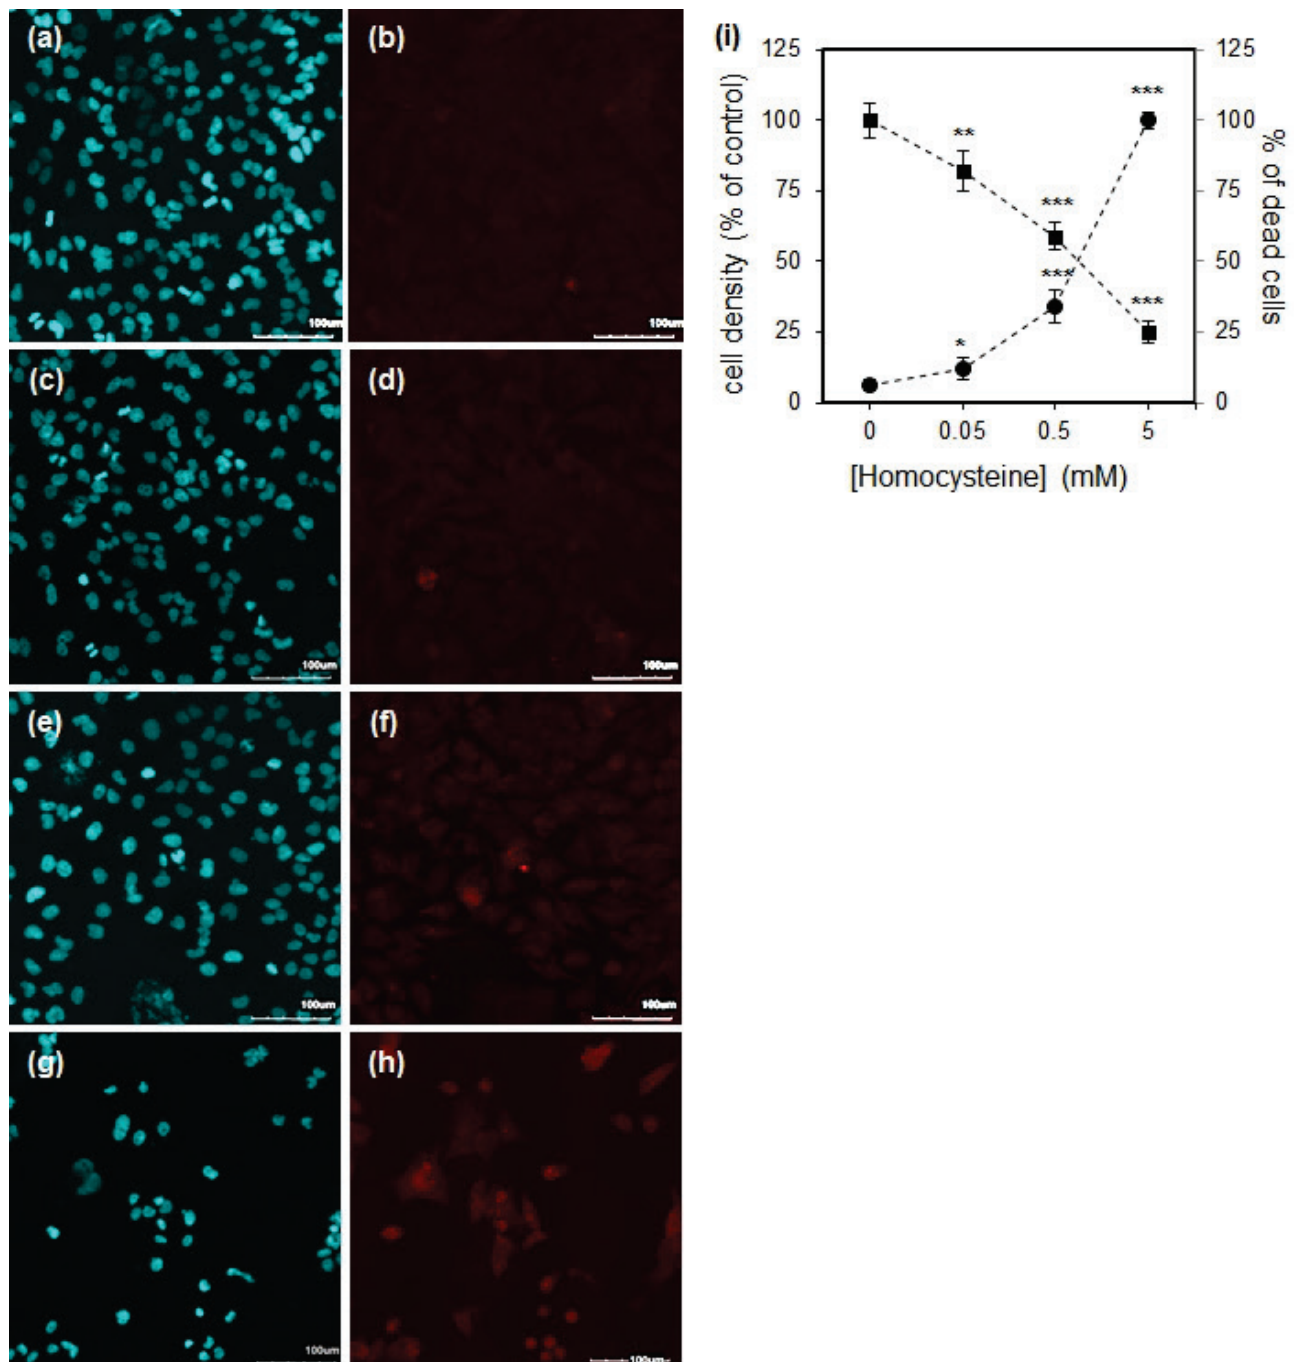 (a)
100um
(b)
100um
(c)
100um
(d)
100um
(e)
100um
(f)
100um
(g)
100um
(h)
100um
(i)
125
100
75
50
25
0
cell density (% of control)
125
100
75
50
25
0
% of dead cells
**
***
***
*
***
***
0 0.05 0.5 5
[Homocysteine] (mM)